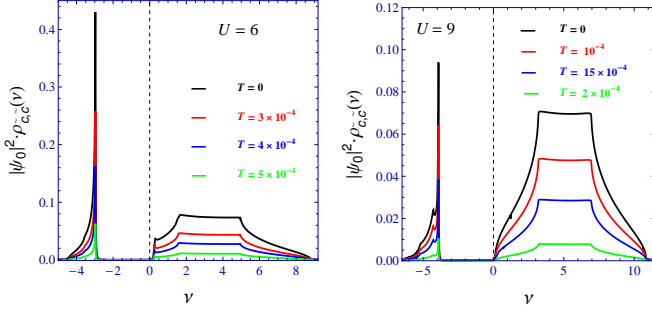 U = 6
T = 0
T = 3 × 10⁻⁴
T = 4 × 10⁻⁴
T = 5 × 10⁻⁴
|ψ₀|²·ρ_{c̃,c̃}(ν)
0.4
0.3
0.2
0.1
0.0
-4 -2 0 2 4 6 8
ν
U = 9
T = 0
T = 10⁻⁴
T = 15 × 10⁻⁴
T = 2 × 10⁻⁴
|ψ₀|²·ρ_{c̃,c̃}(ν)
0.12
0.10
0.08
0.06
0.04
0.02
0.00
-5 0 5 10
ν